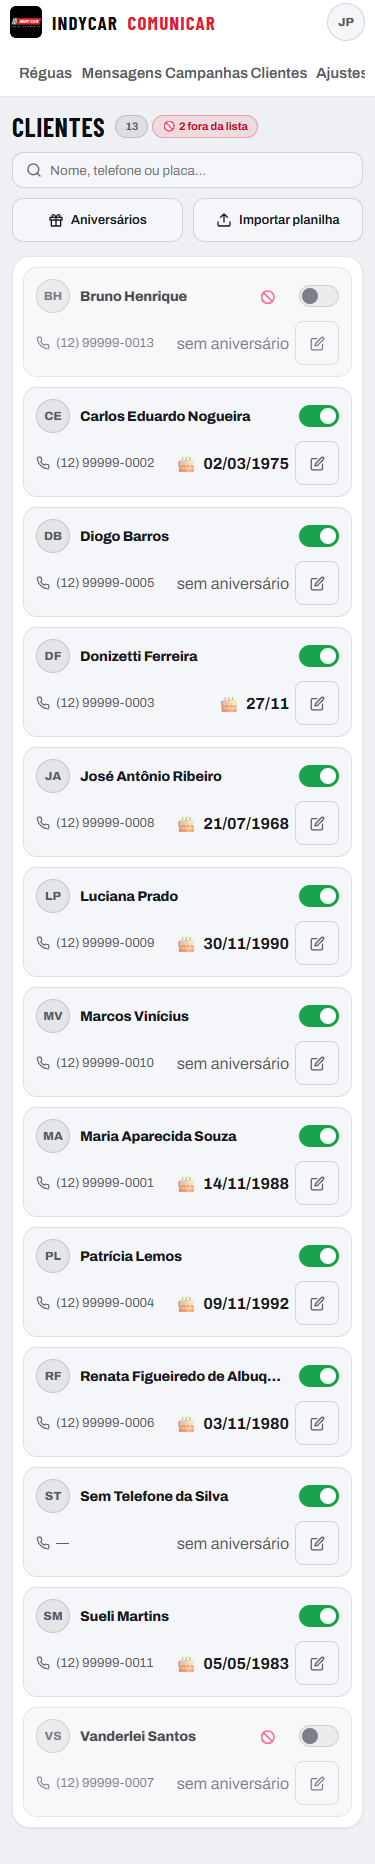 INDYCAR COMUNICAR JP
Réguas Mensagens Campanhas Clientes Ajustes
CLIENTES 13 2 fora da lista
Nome, telefone ou placa...
Aniversários Importar planilha
BH Bruno Henrique
(12) 99999-0013 sem aniversário
CE Carlos Eduardo Nogueira
(12) 99999-0002 02/03/1975
DB Diogo Barros
(12) 99999-0005 sem aniversário
DF Donizetti Ferreira
(12) 99999-0003 27/11
JA José Antônio Ribeiro
(12) 99999-0008 21/07/1968
LP Luciana Prado
(12) 99999-0009 30/11/1990
MV Marcos Vinícius
(12) 99999-0010 sem aniversário
MA Maria Aparecida Souza
(12) 99999-0001 14/11/1988
PL Patrícia Lemos
(12) 99999-0004 09/11/1992
RF Renata Figueiredo de Albuq...
(12) 99999-0006 03/11/1980
ST Sem Telefone da Silva
— sem aniversário
SM Sueli Martins
(12) 99999-0011 05/05/1983
VS Vanderlei Santos
(12) 99999-0007 sem aniversário